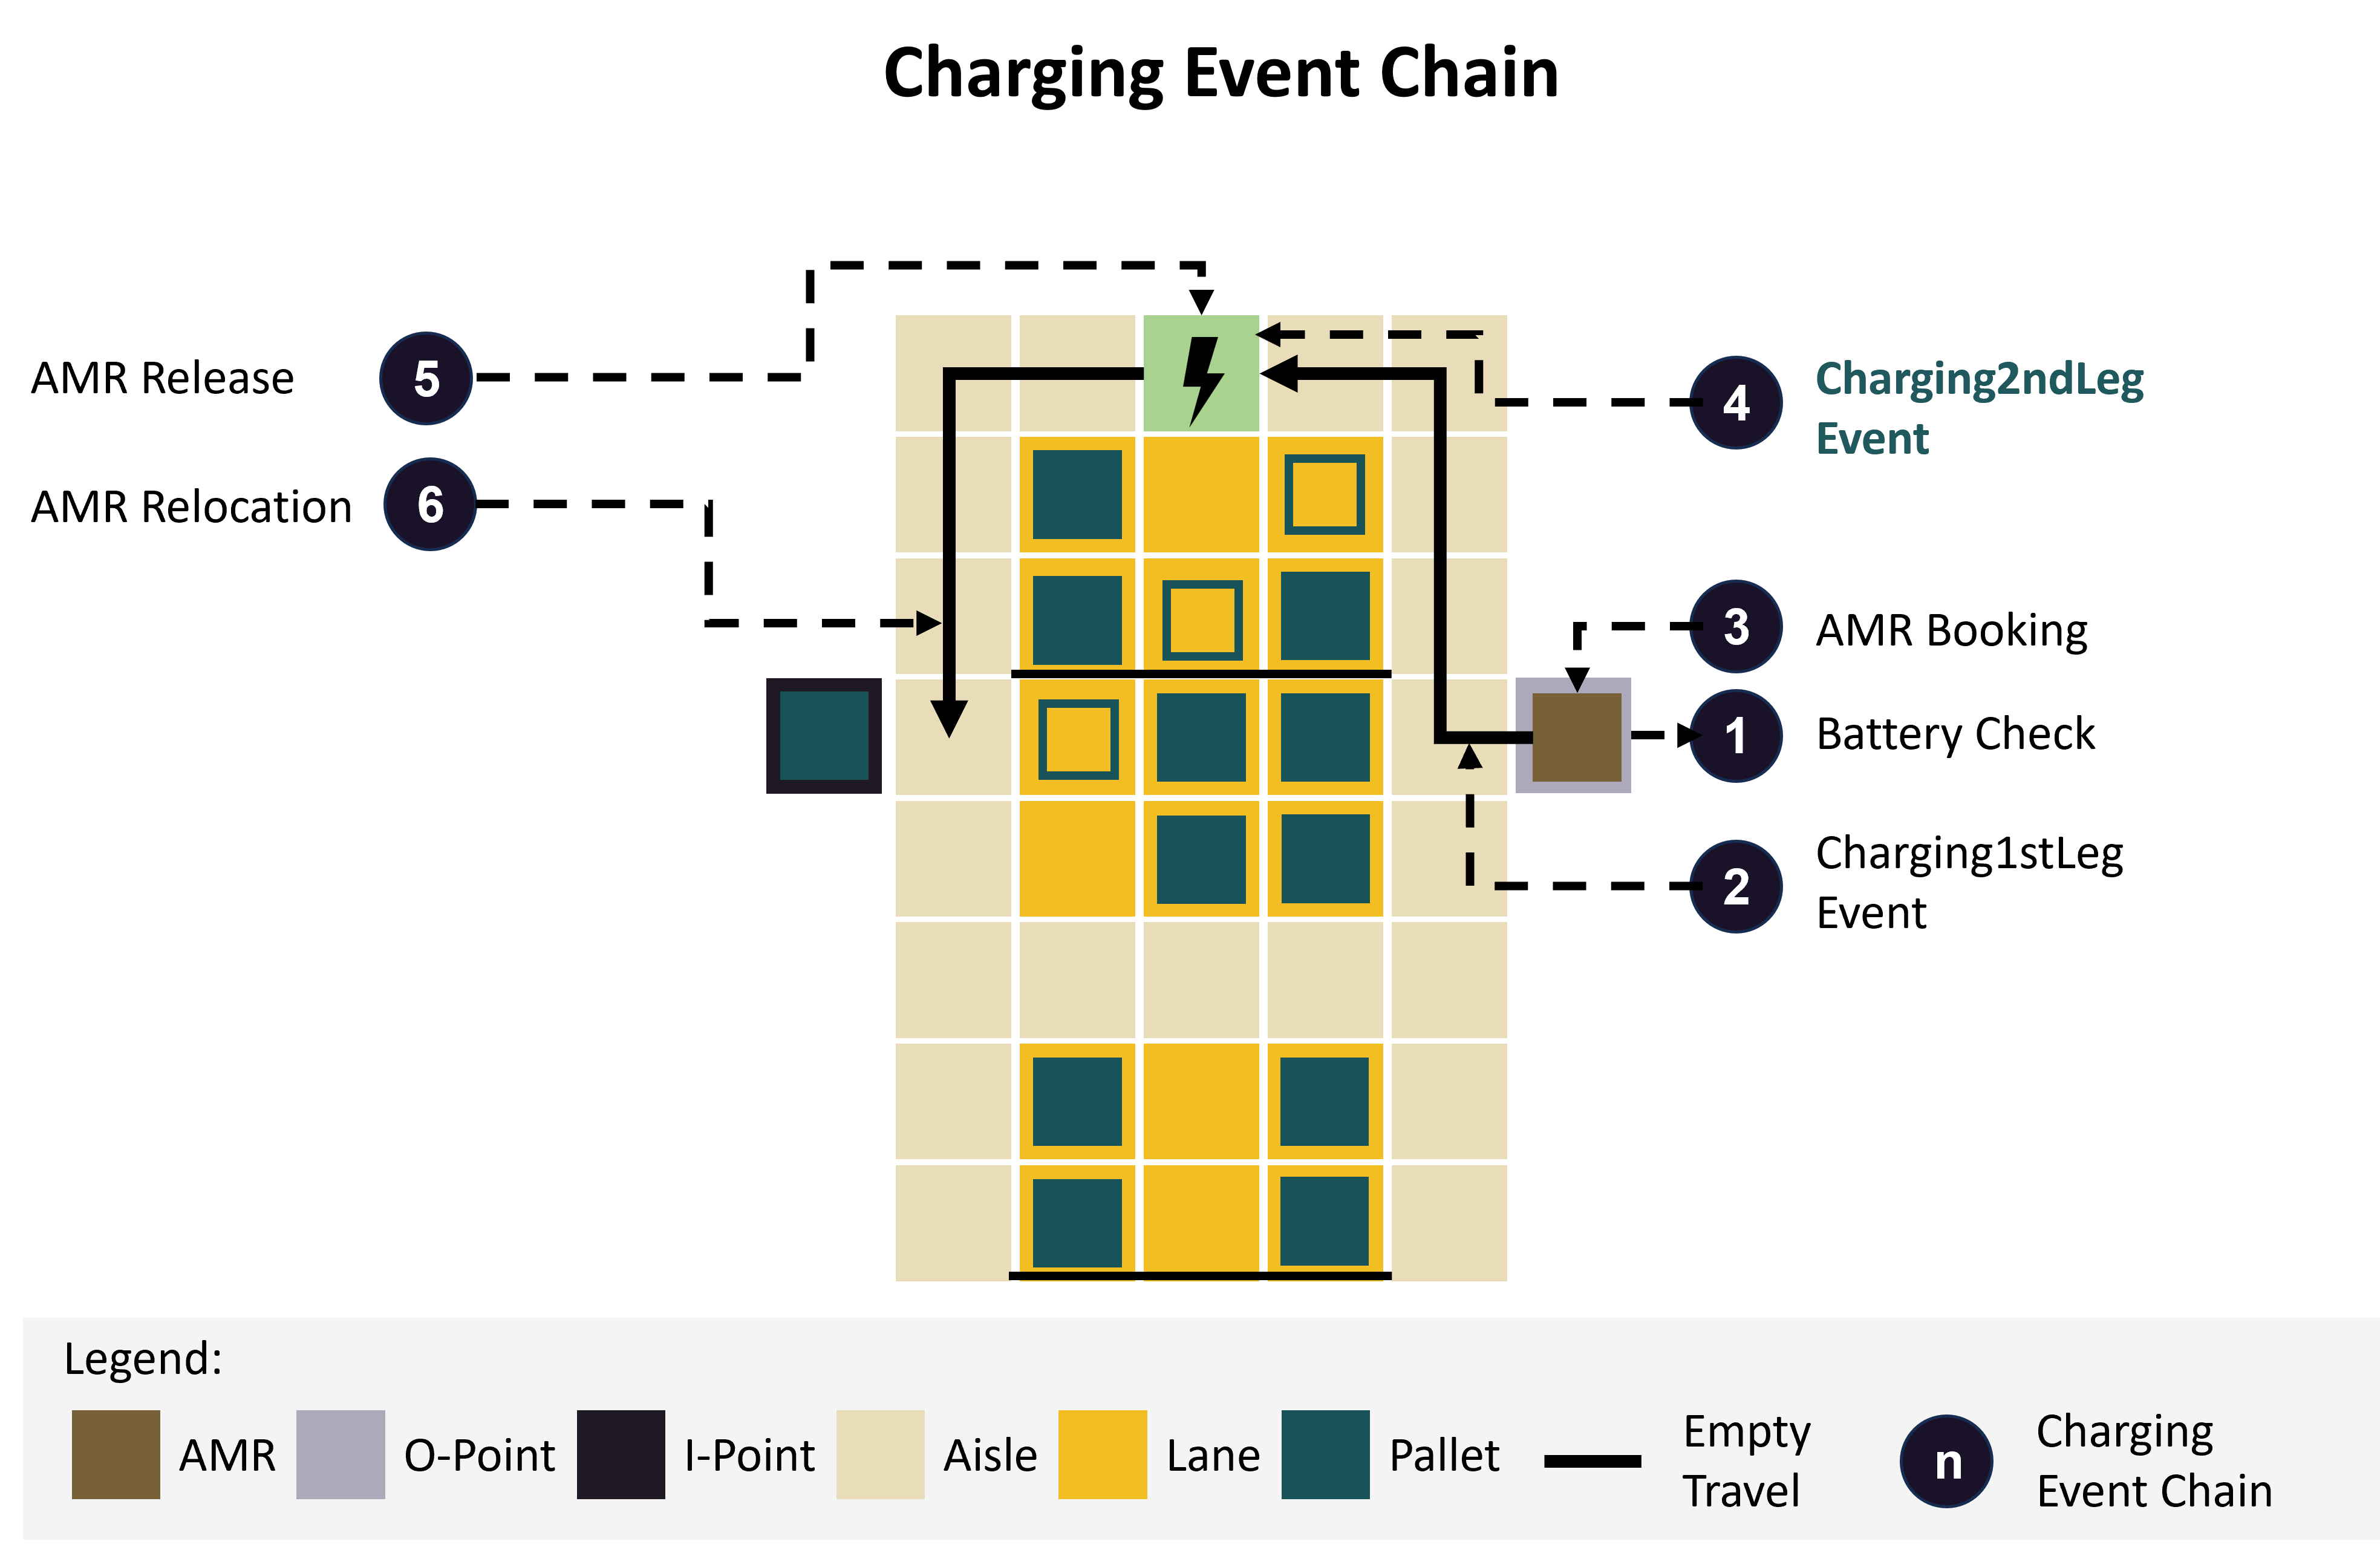 Charging Event Chain
AMR Release
5
4
Charging2ndLeg
Event
AMR Relocation
6
3
AMR Booking
1
Battery Check
2
Charging1stLeg
Event
Legend:
AMR
O-Point
I-Point
Aisle
Lane
Pallet
Empty
Travel
n
Charging
Event Chain